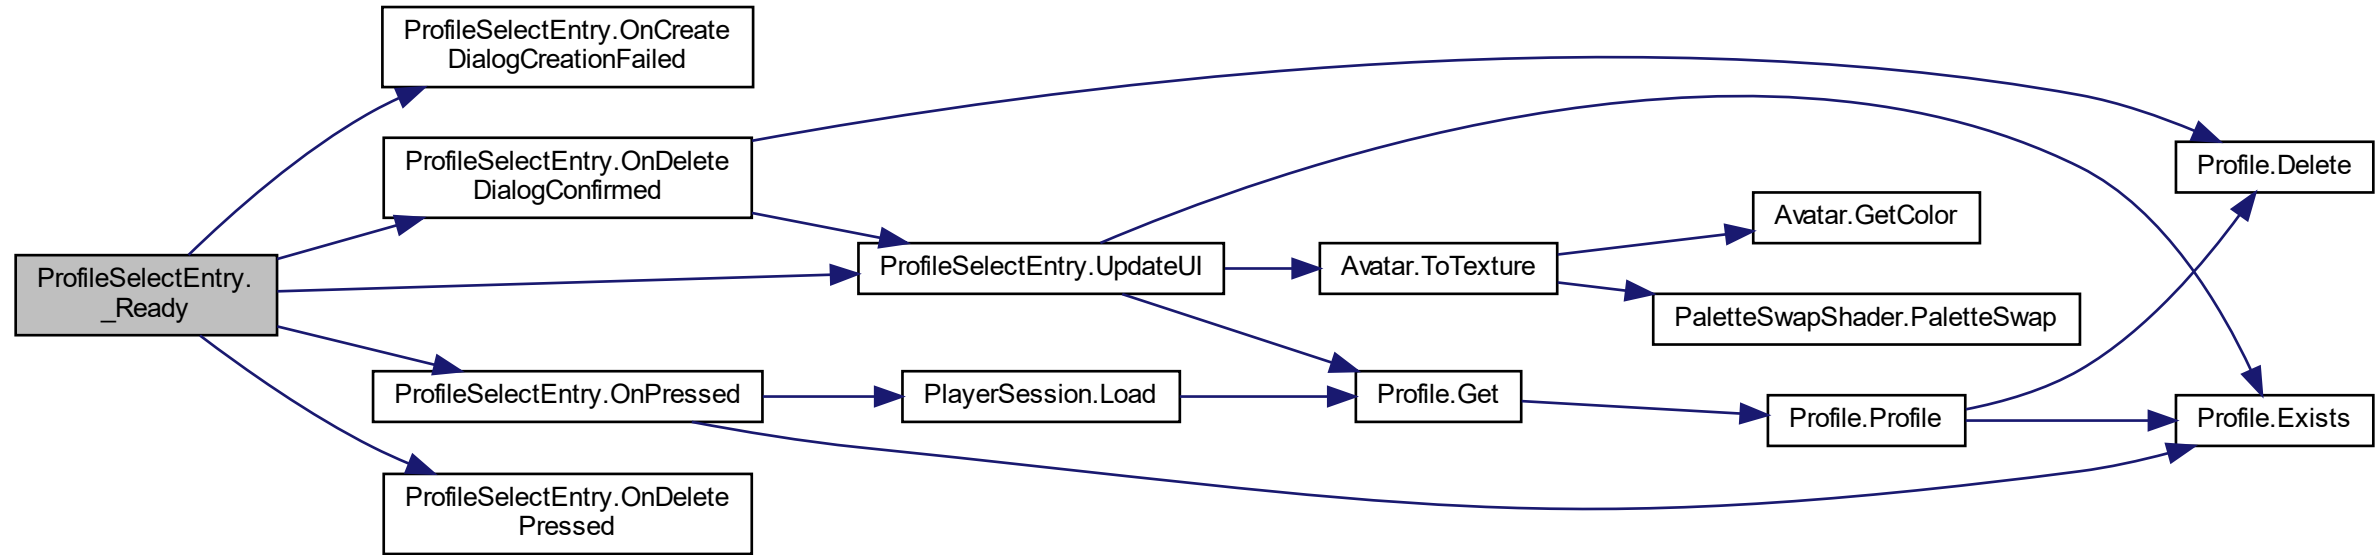 ProfileSelectEntry.OnCreate
DialogCreationFailed
ProfileSelectEntry.OnDelete
DialogConfirmed
Profile.Delete
Avatar.GetColor
ProfileSelectEntry.
_Ready
ProfileSelectEntry.UpdateUI
Avatar.ToTexture
PaletteSwapShader.PaletteSwap
ProfileSelectEntry.OnPressed
PlayerSession.Load
Profile.Get
Profile.Profile
Profile.Exists
ProfileSelectEntry.OnDelete
Pressed